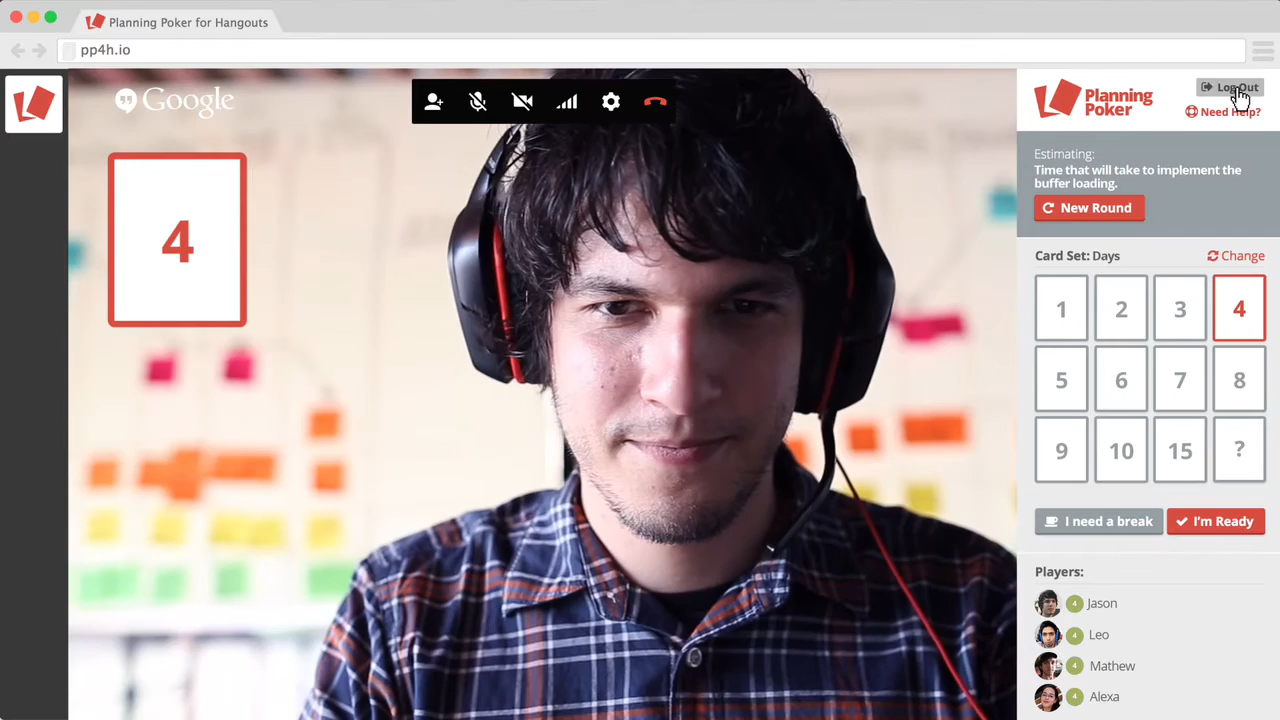 Planning Poker for Hangouts
pp4h.io
Google
4
Planning
Poker
Log Out
Need Help?
Estimating:
Time that will take to implement the
buffer loading.
New Round
Card Set: Days
Change
1 2 3 4
5 6 7 8
9 10 15 ?
I need a break
I'm Ready
Players:
4 Jason
4 Leo
4 Mathew
4 Alexa